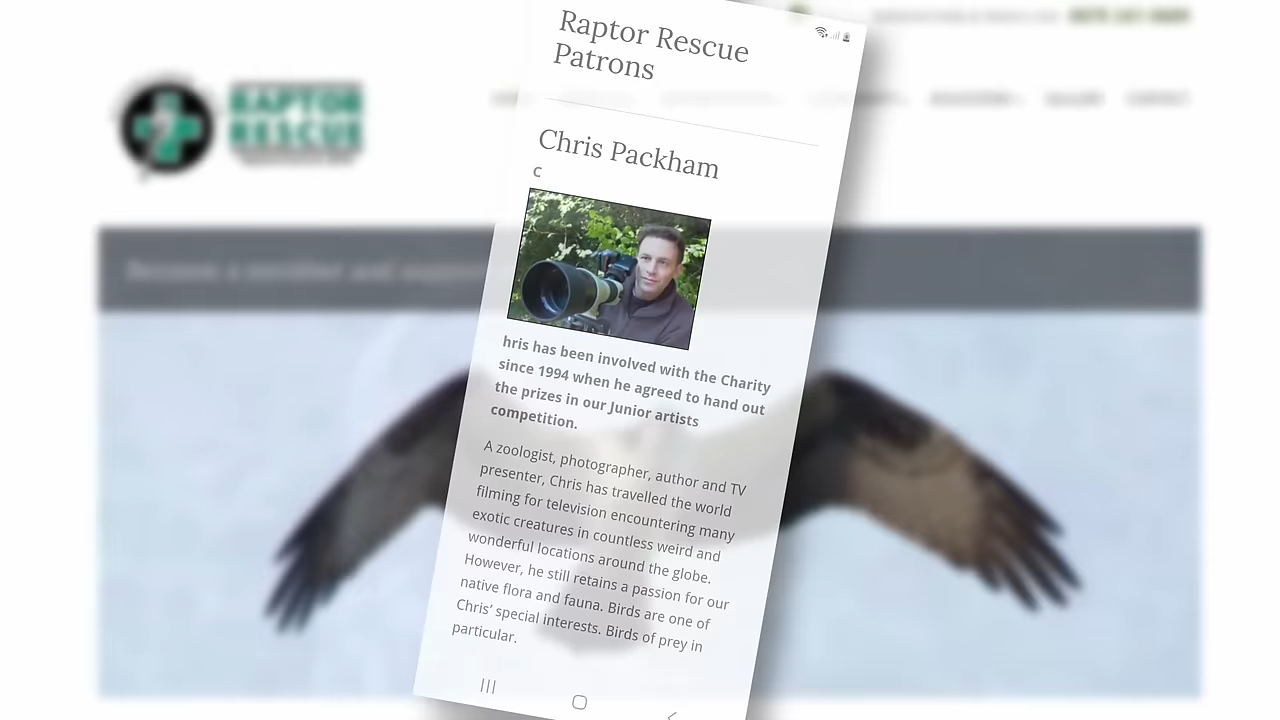 Raptor Rescue
Patrons
Chris Packham
C
hris has been involved with the Charity
since 1994 when he agreed to hand out
the prizes in our Junior artists
competition.
A zoologist, photographer, author and TV
presenter, Chris has travelled the world
filming for television encountering many
exotic creatures in countless weird and
wonderful locations around the globe.
However, he still retains a passion for our
native flora and fauna. Birds are one of
Chris’ special interests. Birds of prey in
particular.
RAPTOR
RESCUE